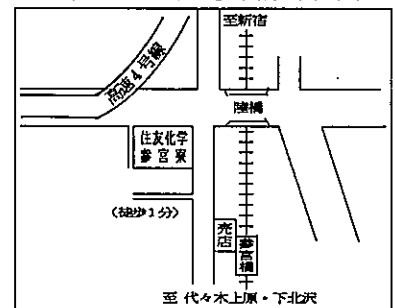 至新宿
高速4号線
陸橋
住友化学
参宮寮
(徒歩1分)
売店
参宮橋
至 代々木上原・下北沢